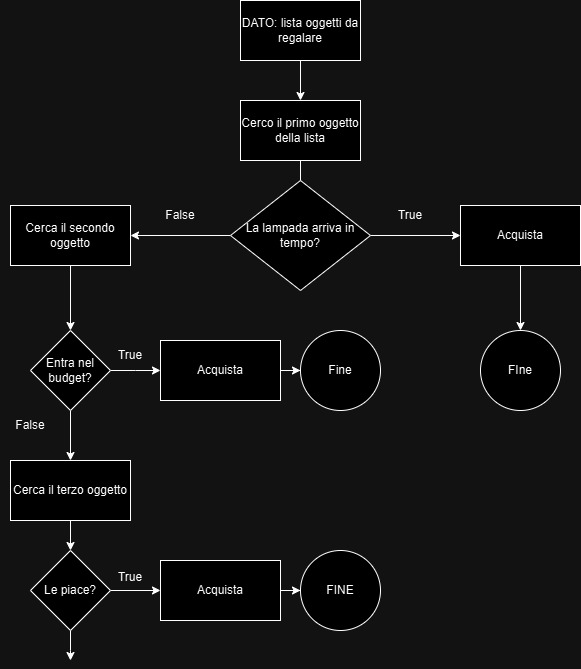 DATO: lista oggetti da
regalare
Cerco il primo oggetto
della lista
False
La lampada arriva in
tempo?
True
Cerca il secondo
oggetto
Acquista
Entra nel
budget?
True
Acquista
Fine
FIne
False
Cerca il terzo oggetto
Le piace?
True
Acquista
FINE